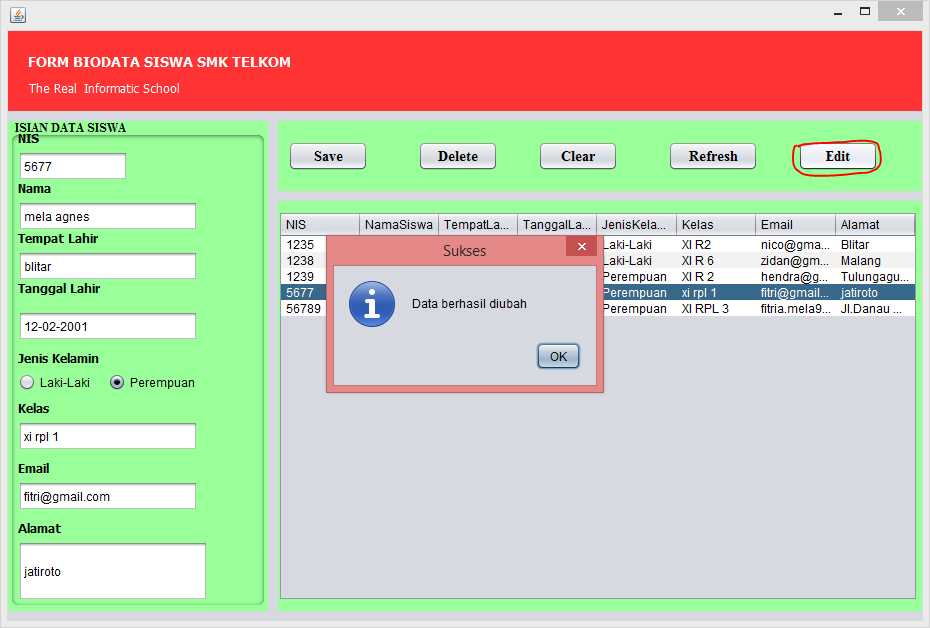 FORM BIODATA SISWA SMK TELKOM
The Real Informatic School
ISIAN DATA SISWA
NIS
5677
Nama
mela agnes
Tempat Lahir
blitar
Tanggal Lahir
12-02-2001
Jenis Kelamin
Laki-Laki Perempuan
Kelas
xi rpl 1
Email
fitri@gmail.com
Alamat
jatiroto
Save Delete Clear Refresh Edit
NIS NamaSiswa TempatLa... TanggalLa... JenisKela... Kelas Email Alamat
1235 Laki-Laki XI R2 nico@gma... Blitar
1238 Laki-Laki XI R 6 zidan@gm... Malang
1239 Perempuan XI R 2 hendra@g... Tulungagu...
5677 Perempuan xi rpl 1 fitri@gmail... jatiroto
56789 Perempuan XI RPL 3 fitria.mela9... Jl.Danau ...
Sukses
Data berhasil diubah
OK